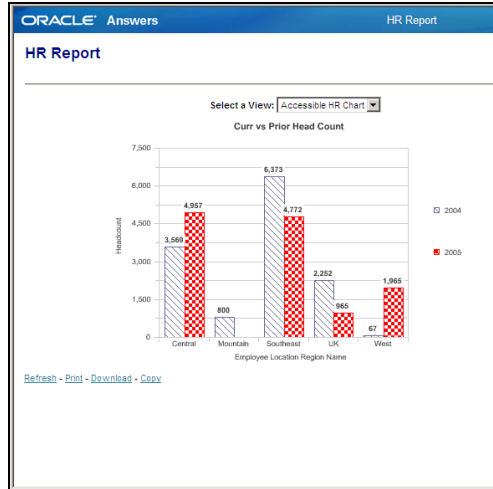 ORACLE Answers HR Report
HR Report
Select a View: Accessible HR Chart
Curr vs Prior Head Count
7,500
6,000
4,500
3,000
1,500
0
Headcount
3,569
4,957
800
6,373
4,772
2,252
965
67
1,965
Central Mountain Southeast UK West
Employee Location Region Name
2004
2005
Refresh - Print - Download - Copy